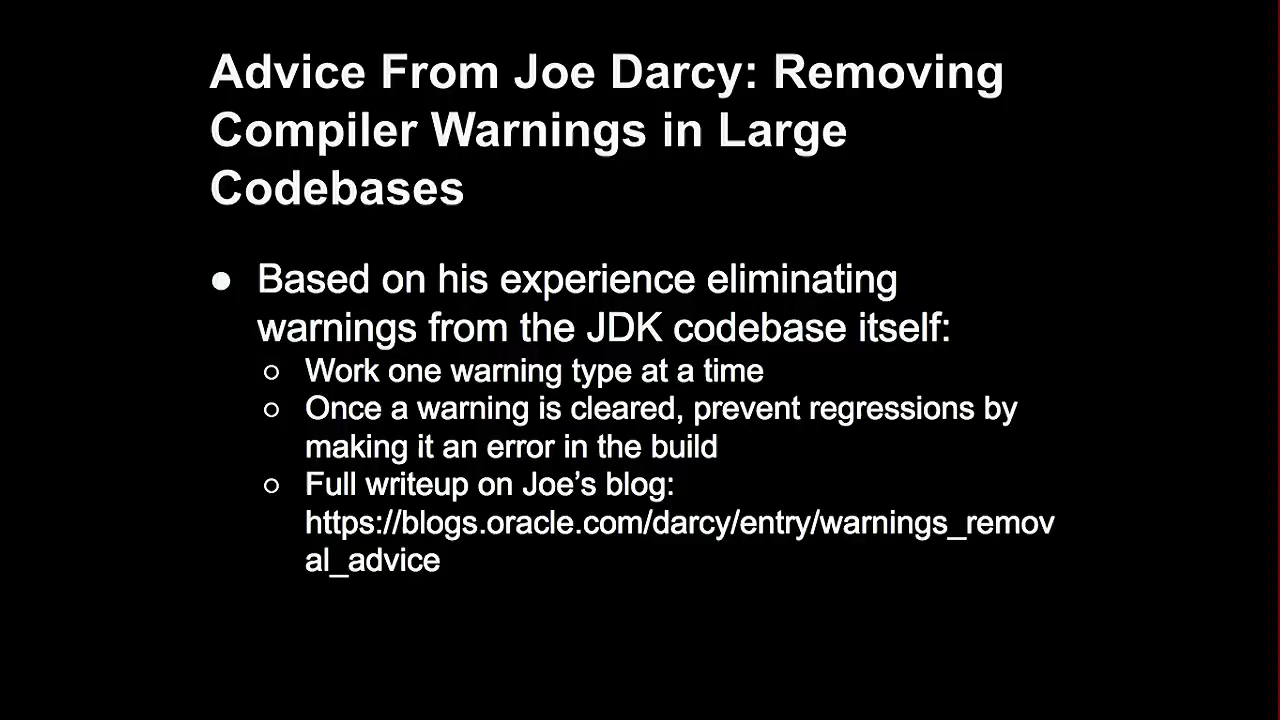 Advice From Joe Darcy: Removing
Compiler Warnings in Large
Codebases
● Based on his experience eliminating
warnings from the JDK codebase itself:
○ Work one warning type at a time
○ Once a warning is cleared, prevent regressions by
making it an error in the build
○ Full writeup on Joe’s blog:
https://blogs.oracle.com/darcy/entry/warnings_remov
al_advice